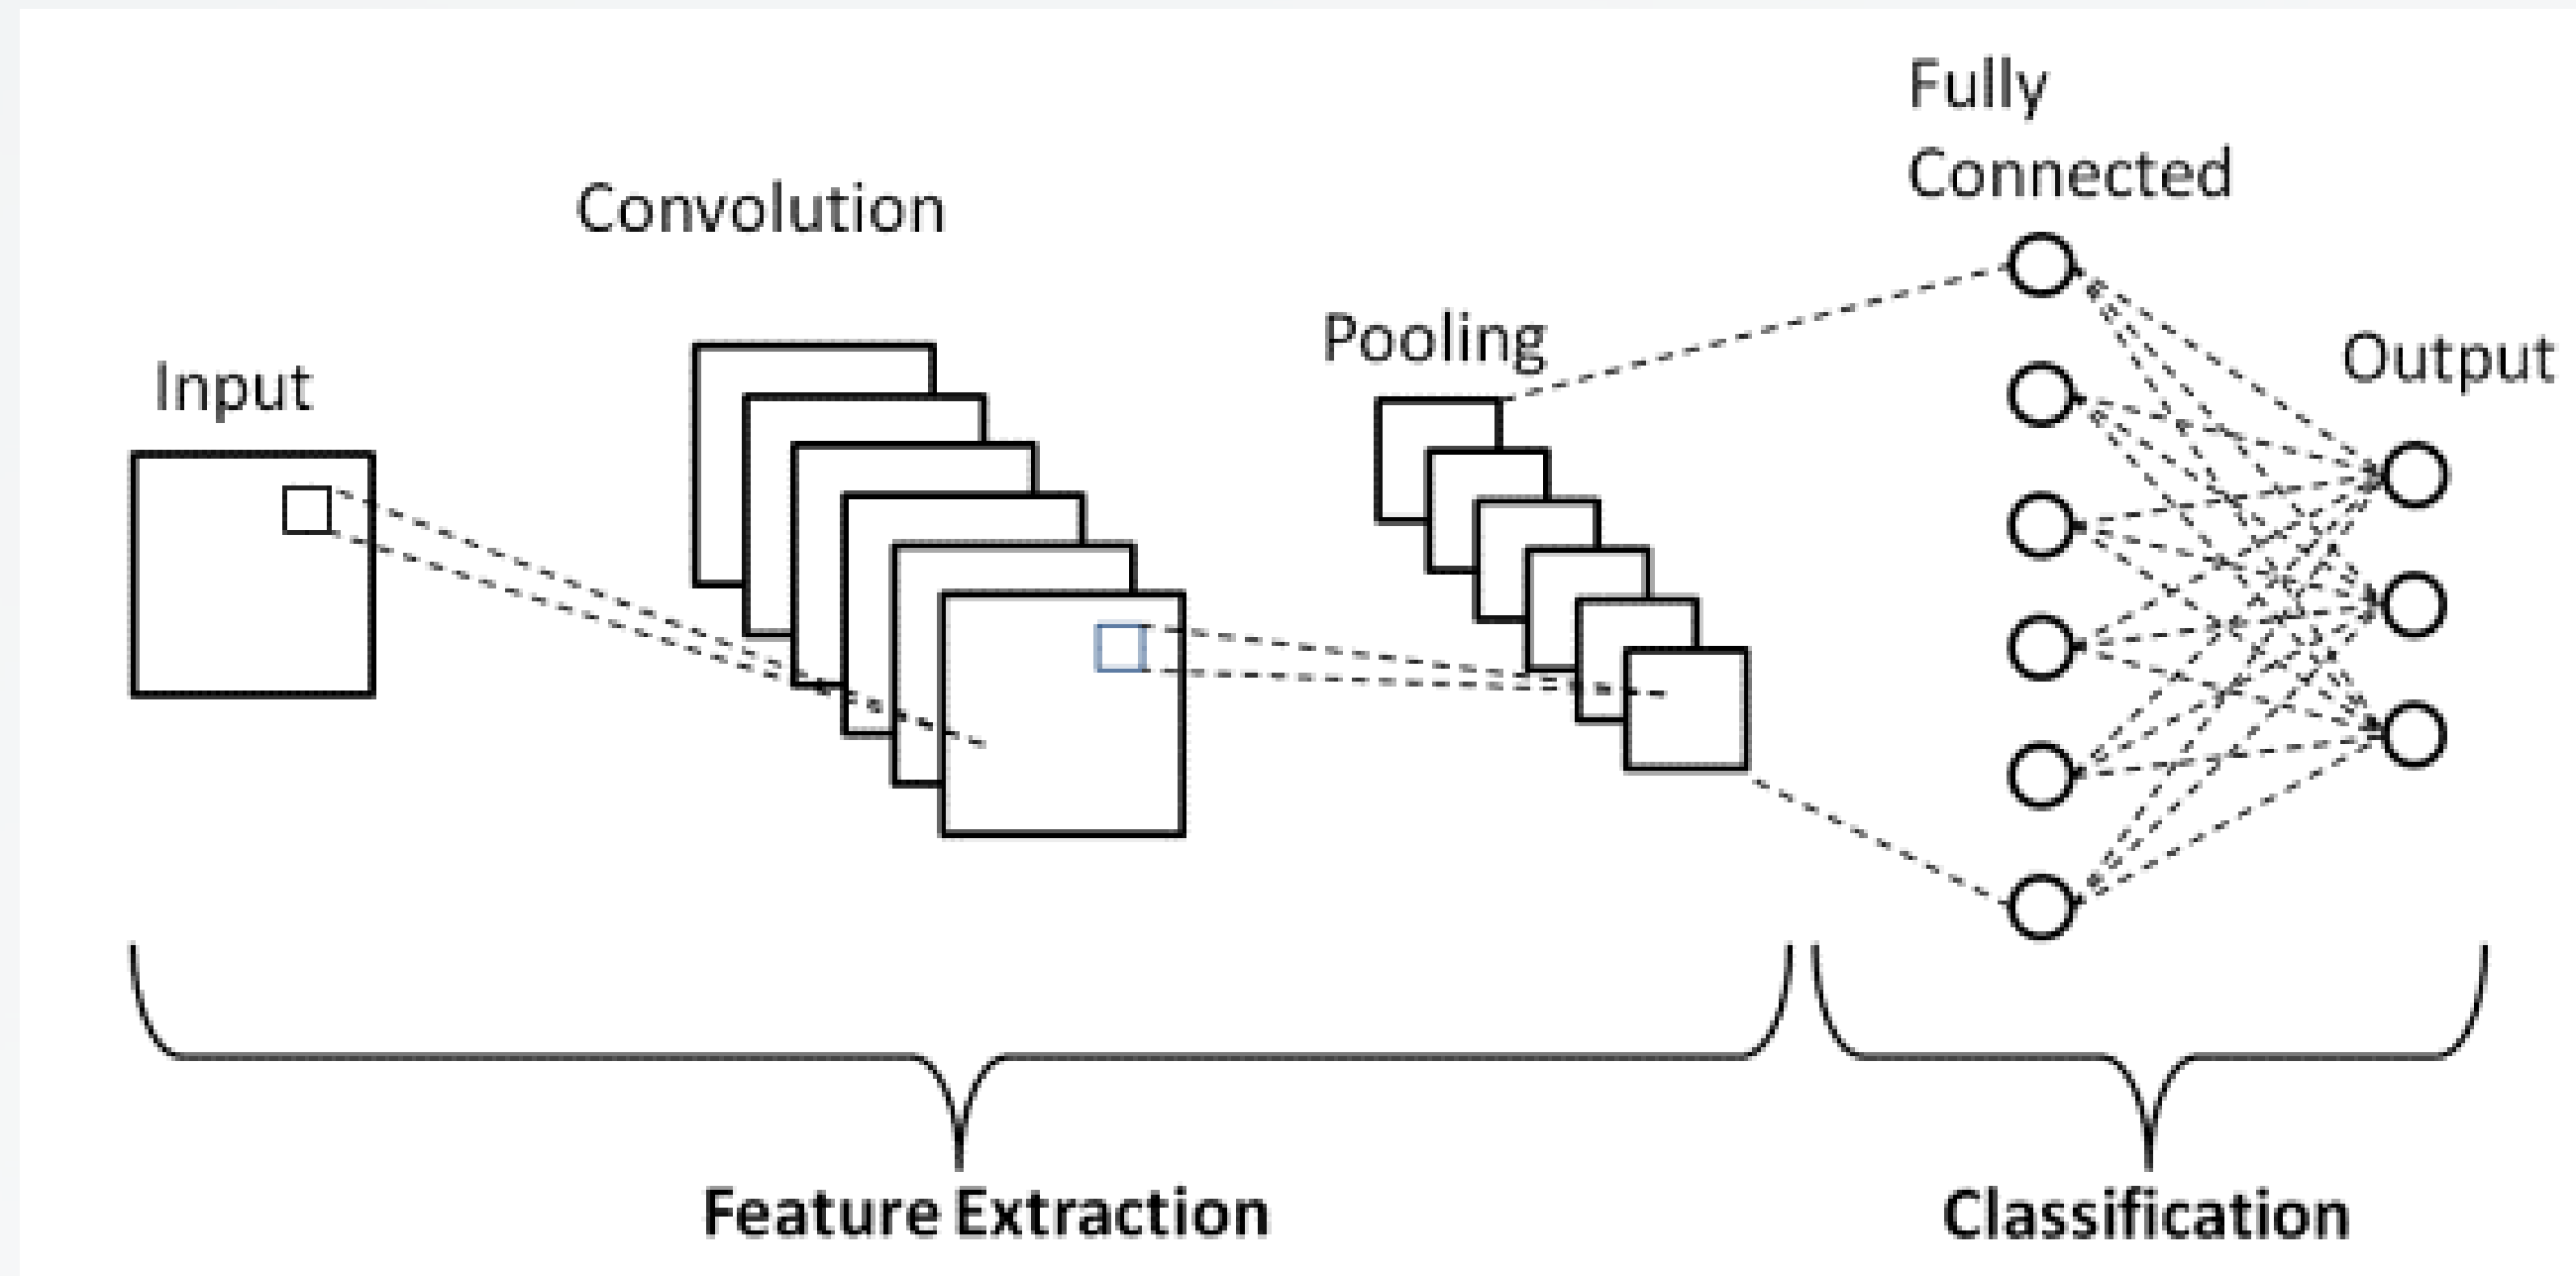 Input
Convolution
Pooling
Fully
Connected
Output
Feature Extraction
Classification